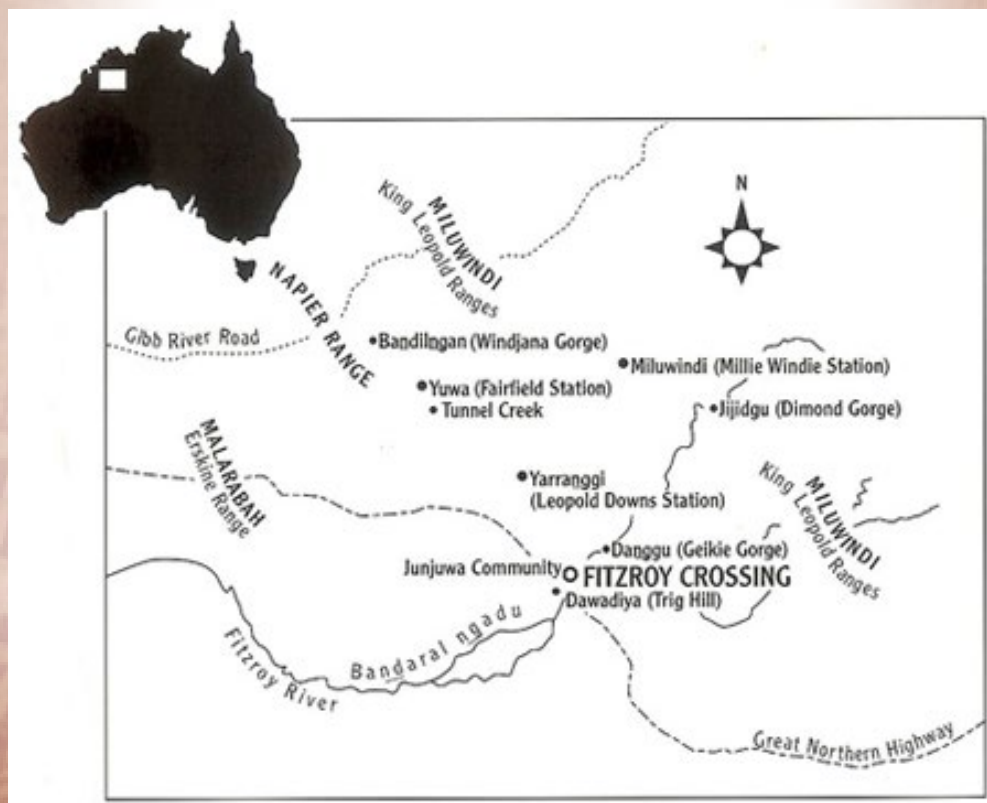 N
MILUWINDI
King Leopold Ranges
NAPIER RANGE
Gibb River Road
Bandilngan (Windjana Gorge)
Miluwindi (Millie Windie Station)
Yuwa (Fairfield Station)
Tunnel Creek
Jijidgu (Dimond Gorge)
MALARABAH
Erskine Range
Yarranggi
(Leopold Downs Station)
MILUWINDI
King Leopold Ranges
Danggu (Geikie Gorge)
Junjuwa Community
FITZROY CROSSING
Dawadiya (Trig Hill)
Bandaral ngadu
Fitzroy River
Great Northern Highway